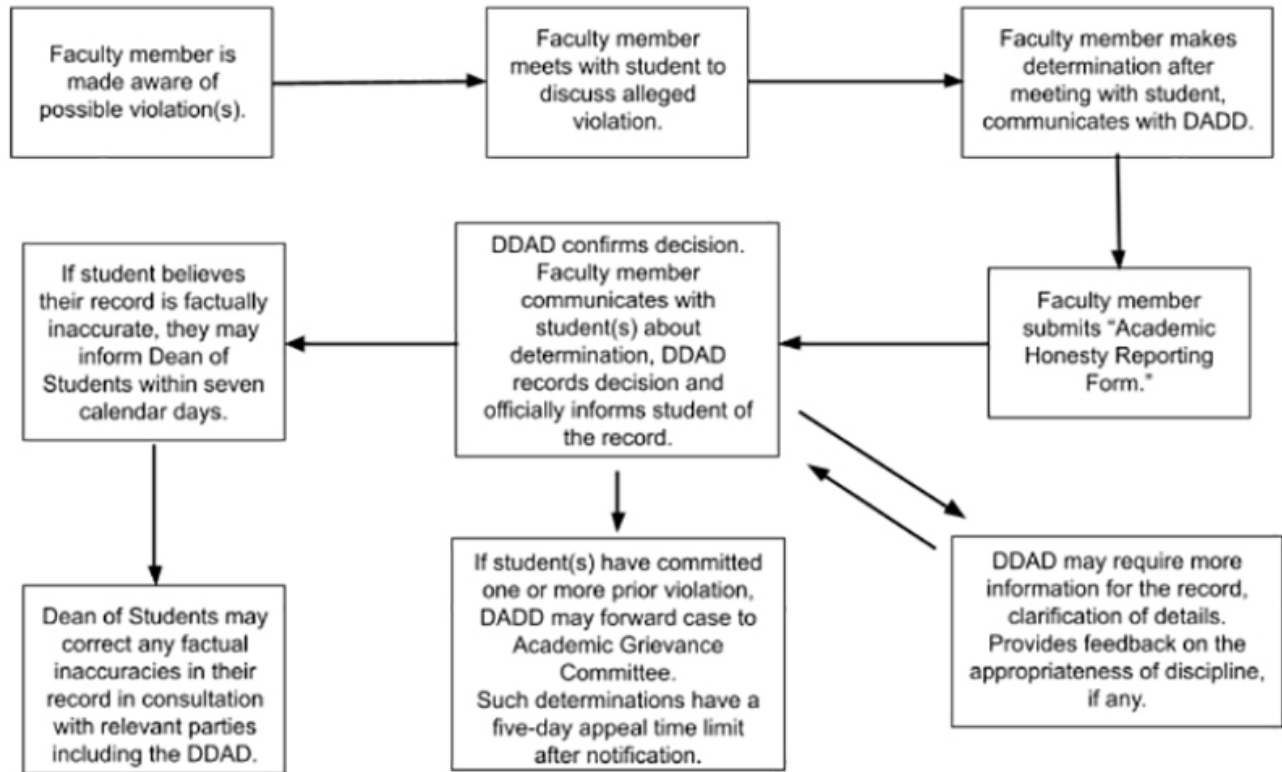 Faculty member is
made aware of
possible violation(s).
Faculty member
meets with student to
discuss alleged
violation.
Faculty member makes
determination after
meeting with student,
communicates with DADD.
Faculty member
submits “Academic
Honesty Reporting
Form.”
DDAD confirms decision.
Faculty member
communicates with
student(s) about
determination, DDAD
records decision and
officially informs student of
the record.
If student believes
their record is factually
inaccurate, they may
inform Dean of
Students within seven
calendar days.
Dean of Students may
correct any factual
inaccuracies in their
record in consultation
with relevant parties
including the DDAD.
If student(s) have committed
one or more prior violation,
DADD may forward case to
Academic Grievance
Committee.
Such determinations have a
five-day appeal time limit
after notification.
DDAD may require more
information for the record,
clarification of details.
Provides feedback on the
appropriateness of discipline,
if any.